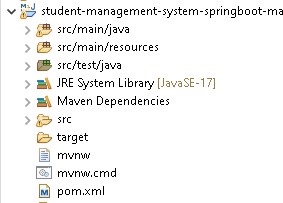 student-management-system-springboot-ma
src/main/java
src/main/resources
src/test/java
JRE System Library [JavaSE-17]
Maven Dependencies
src
target
mvnw
mvnw.cmd
pom.xml